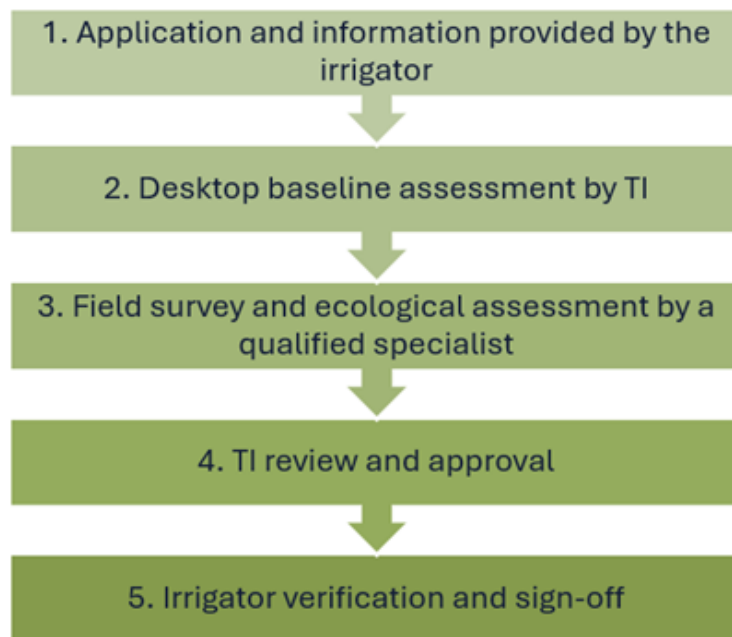 1. Application and information provided by the
irrigator
2. Desktop baseline assessment by TI
3. Field survey and ecological assessment by a
qualified specialist
4. TI review and approval
5. Irrigator verification and sign-off